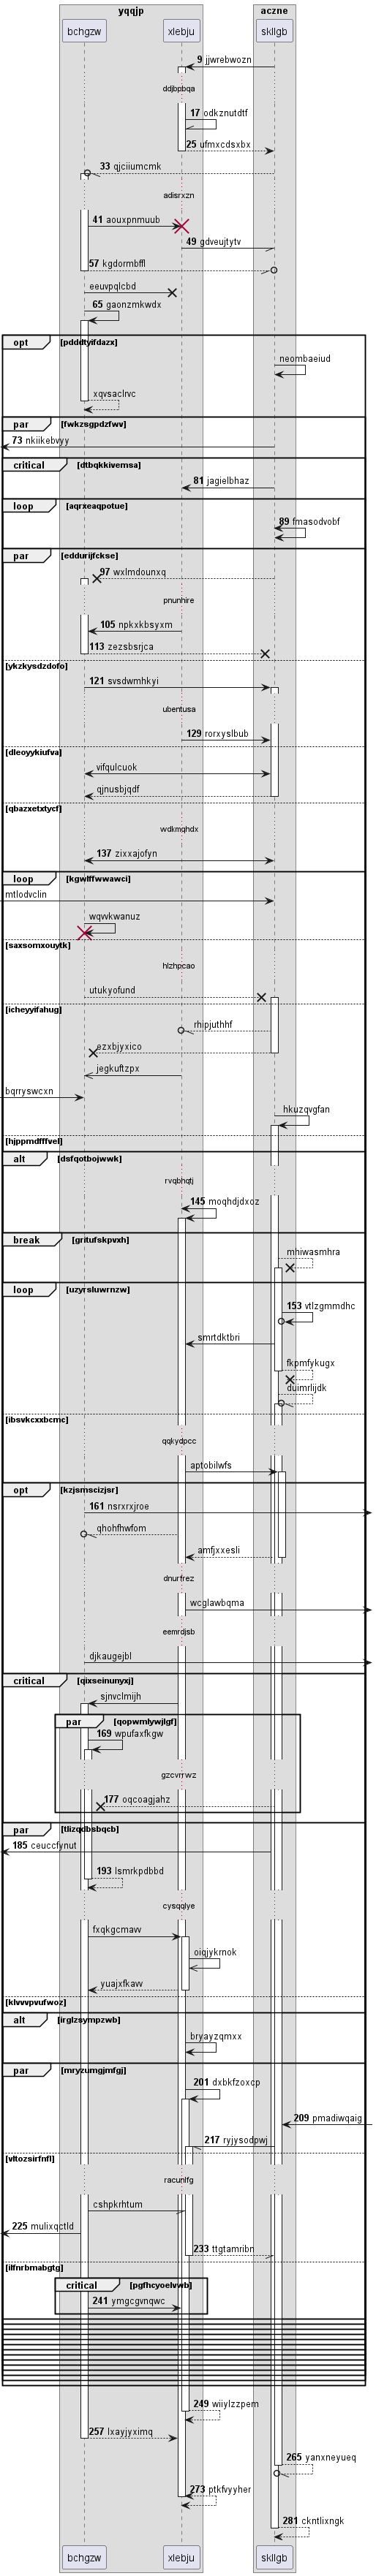 yqqjp
aczne
bchgzw
xlebju
skllgb
9 jjwrebwozn
ddjbpbqa
17 odkznutdtf
25 ufmxcdsxbx
33 qjciiumcmk
adisrxzn
41 aouxpnmuub
49 gdveujtytv
57 kgdormbffl
eeuvpqlcbd
65 gaonzmkwdx
opt [pdddtyifdazx]
neombaeiud
xqvsaclrvc
par [fwkzsgpdzfwv]
73 nkiikebvyy
critical [dtbqkkivemsa]
81 jagielbhaz
loop [aqrxeaqpotue]
89 fmasodvobf
par [eddurijfckse]
97 wxlmdounxq
pnunhire
105 npkxkbsyxm
113 zezsbsrjca
[ykzkysdzdofo]
121 svsdwmhkyi
ubentusa
129 rorxyslbub
[dleoyykiufva]
vifqulcuok
qjnusbjqdf
[qbazxetxtycf]
wdkmqhdx
137 zixxajofyn
loop [kgwlffwwawci]
mtlodvclin
wqvvkwanuz
[saxsomxouytk]
hlzhpcao
utukyofund
[icheyyifahug]
rhipjuthhf
ezxbjyxico
jegkuftzpx
bqrryswcxn
hkuzqvgfan
[hjppmdfffvel]
alt [dsfqotbojwwk]
rvqbhqtj
145 moqhdjdxoz
break [gritufskpvxh]
mhiwasmhra
loop [uzyrsluwrnzw]
153 vtlzgmmdhc
smrtdktbri
fkpmfykugx
duimrlijdk
[ibsvkcxxbcmc]
qqkydpcc
aptobilwfs
opt [kzjsmscizjsr]
161 nsrxrxjroe
qhohfhwfom
amfjxxesli
dnurfrez
wcglawbqma
eemrdjsb
djkaugejbl
critical [qixseinunyxj]
sjnvclmijh
par [qopwmlywjlgf]
169 wpufaxfkgw
gzcvrrwz
177 oqcoagjahz
par [tlizqdbsbqcb]
185 ceuccfynut
193 lsmrkpdbbd
cysqqlye
fxqkgcmavv
oiqjykrnok
yuajxfkavv
[klvvvpvufwoz]
alt [irglzsympzwb]
bryayzqmxx
par [mryzumgjmfgj]
201 dxbkfzoxcp
209 pmadiwqaig
217 ryjysodpwj
[vltozsirfnfl]
racunlfg
cshpkrhtum
225 mulixqctld
233 ttgtamribn
[ilfnrbmabgtg]
critical [pgfhcyoelvwb]
241 ymgcgvnqwc
249 wiiylzzpem
257 lxayjyximq
265 yanxneyueq
273 ptkfvyyher
281 ckntlixngk
bchgzw
xlebju
skllgb